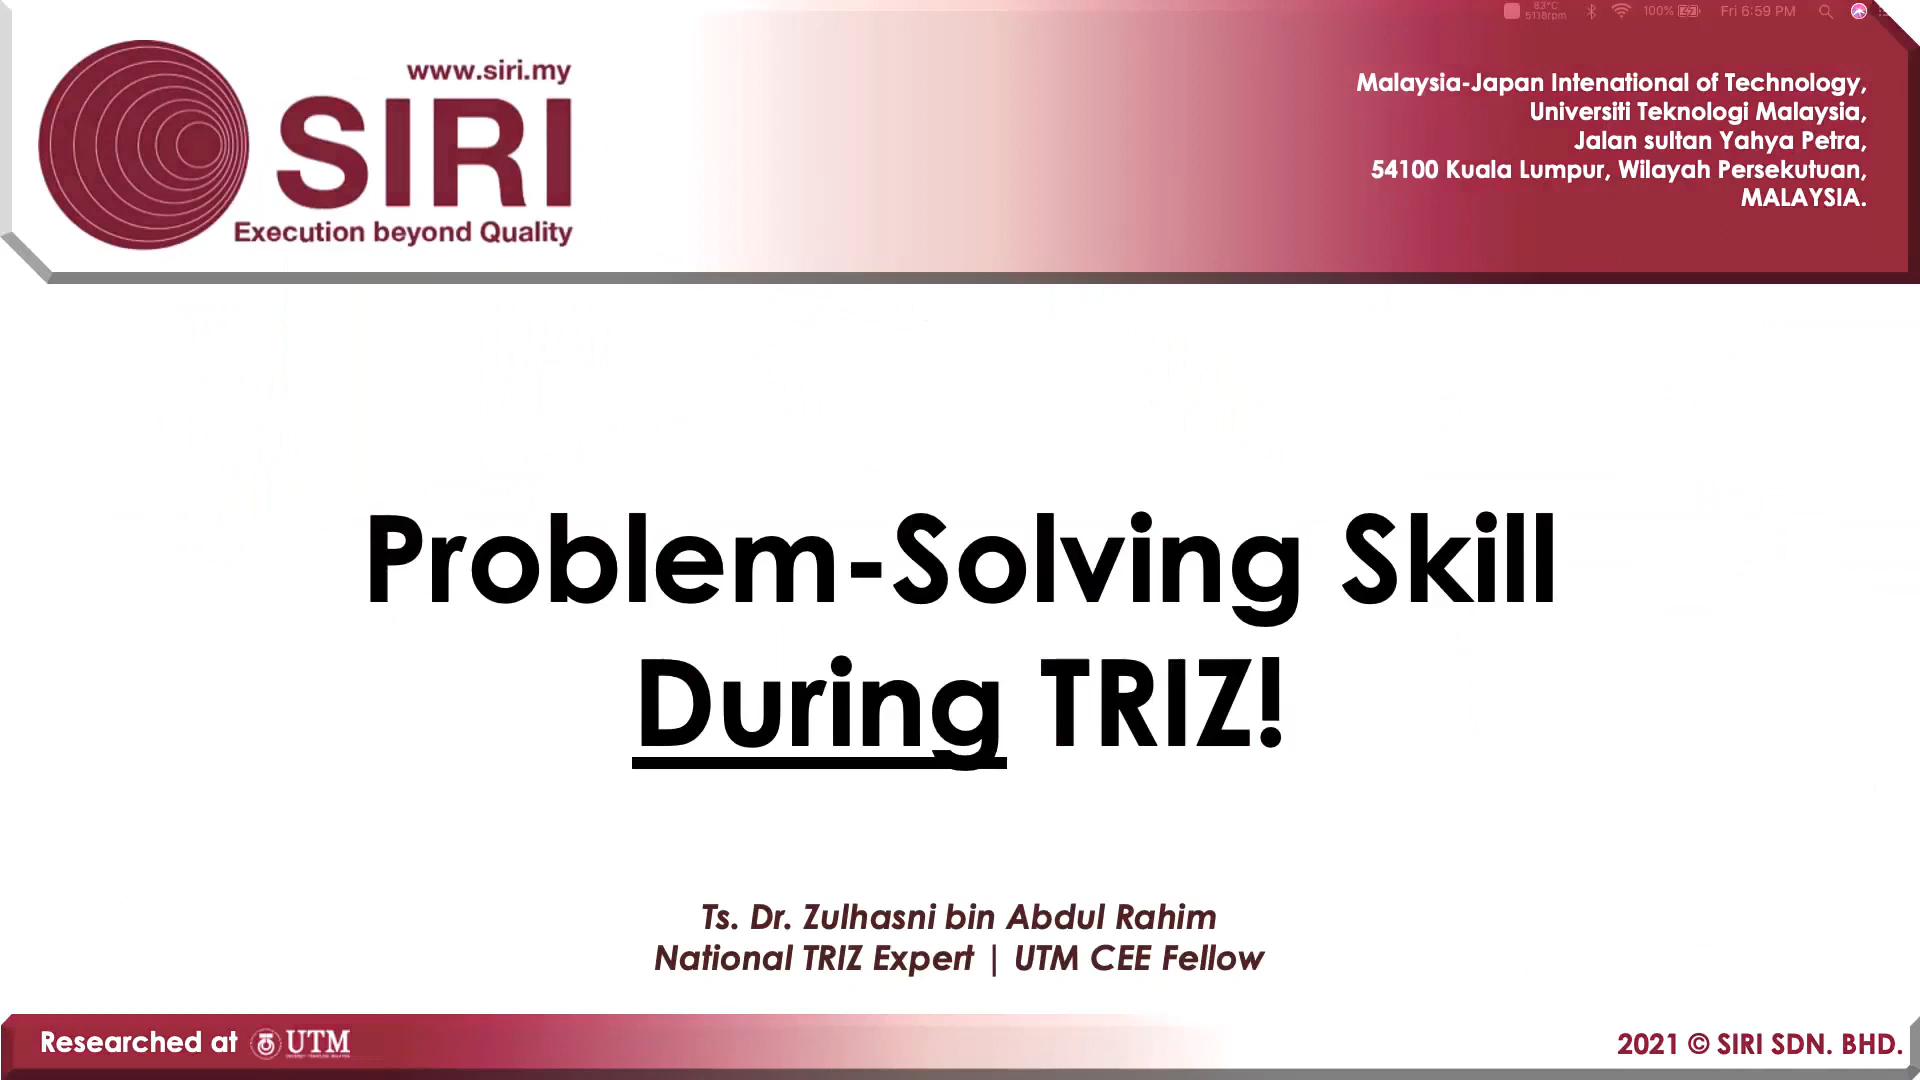 83°C
5118rpm
100%
Fri 6:59 PM
www.siri.my
SIRI
Execution beyond Quality
Malaysia-Japan Intenational of Technology,
Universiti Teknologi Malaysia,
Jalan sultan Yahya Petra,
54100 Kuala Lumpur, Wilayah Persekutuan,
MALAYSIA.
Problem-Solving Skill
During TRIZ!
Ts. Dr. Zulhasni bin Abdul Rahim
National TRIZ Expert | UTM CEE Fellow
Researched at UTM
2021 © SIRI SDN. BHD.